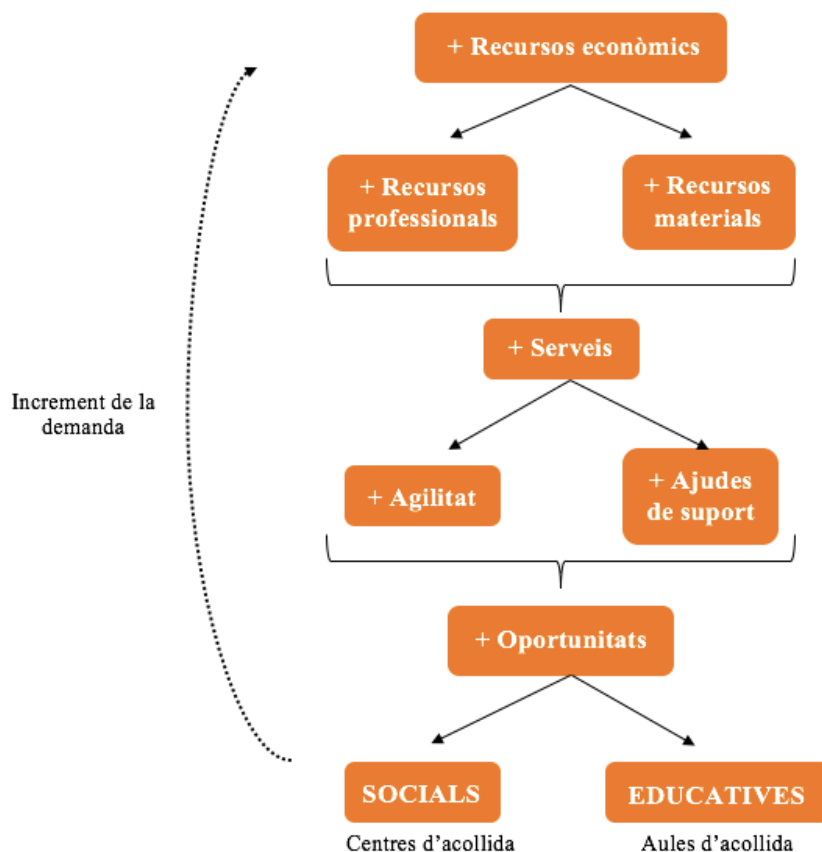 + Recursos econòmics
+ Recursos
professionals
+ Recursos
materials
+ Serveis
Increment de la
demanda
+ Agilitat
+ Ajudes
de suport
+ Oportunitats
SOCIALS
EDUCATIVES
Centres d'acollida
Aules d'acollida